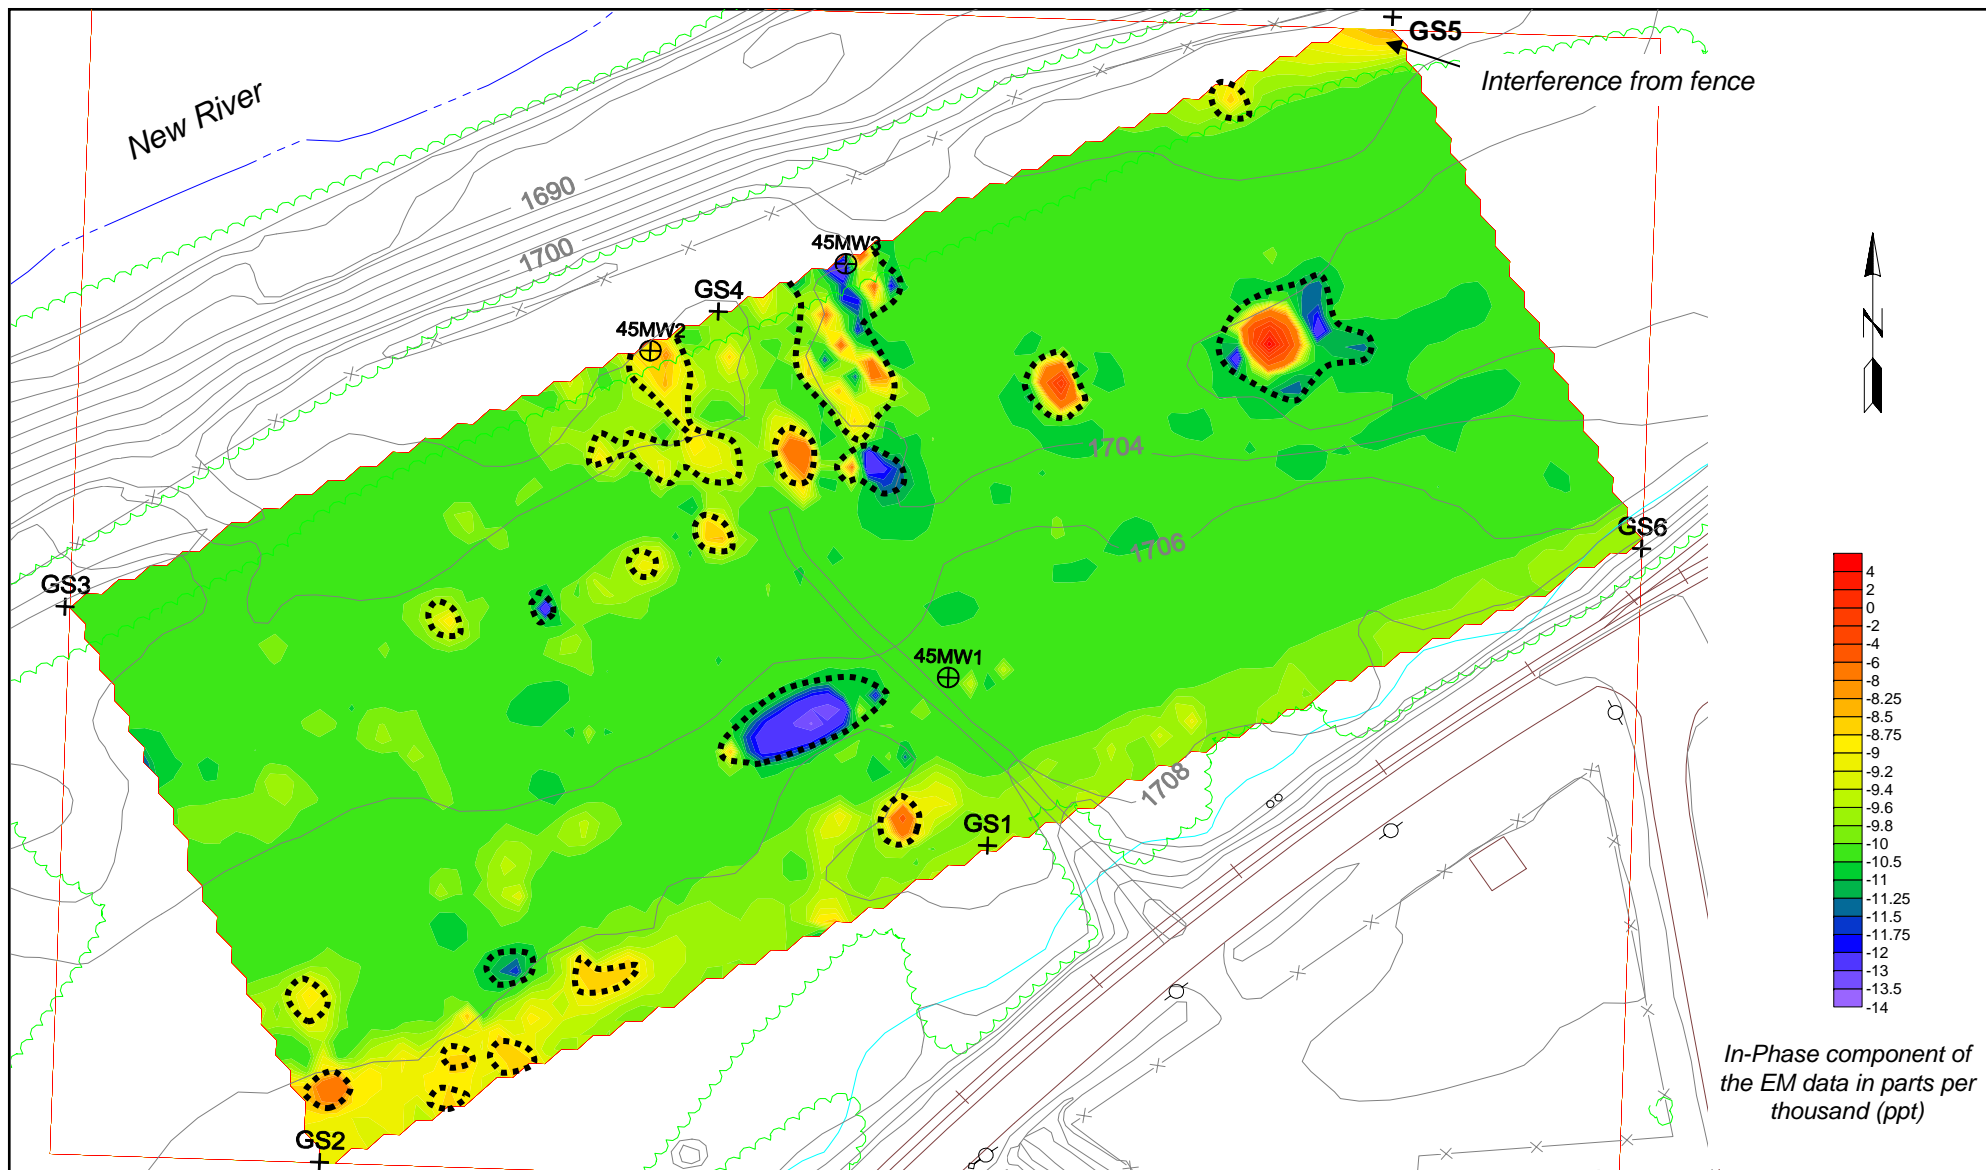 GS5
Interference from fence
New River
1690
1700
45MW3
GS4
45MW2
1704
1706
GS6
GS3
45MW1
1708
GS1
GS2
N
4
2
0
-2
-4
-6
-8
-8.25
-8.5
-8.75
-9
-9.2
-9.4
-9.6
-9.8
-10
-10.5
-11
-11.25
-11.5
-11.75
-12
-13
-13.5
-14
In-Phase component of
the EM data in parts per
thousand (ppt)